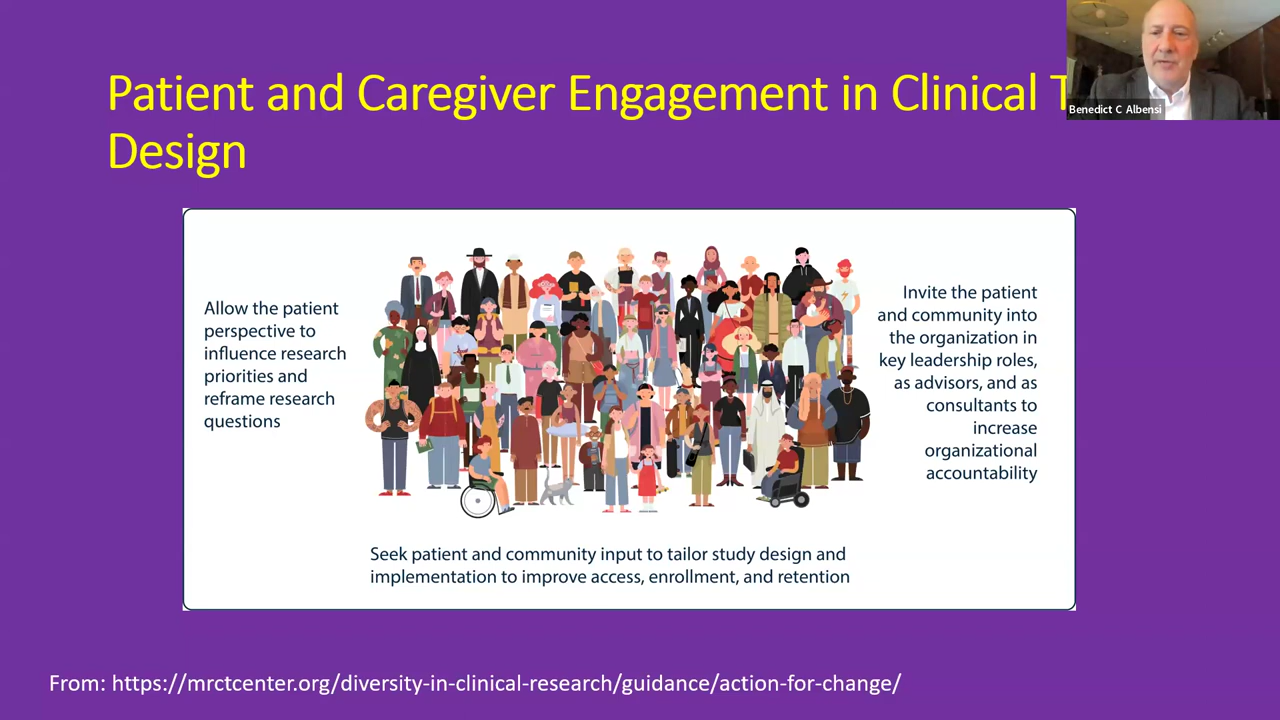 Patient and Caregiver Engagement in Clinical
Design
Benedict C Albensi
Allow the patient
perspective to
influence research
priorities and
reframe research
questions
Invite the patient
and community into
the organization in
key leadership roles,
as advisors, and as
consultants to
increase
organizational
accountability
Seek patient and community input to tailor study design and
implementation to improve access, enrollment, and retention
From: https://mrctcenter.org/diversity-in-clinical-research/guidance/action-for-change/